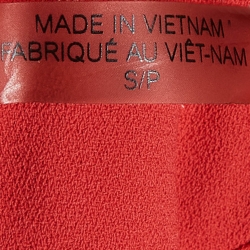 MADE IN VIETNAM
FABRIQUÉ AU VIÊT-NAM
S/P